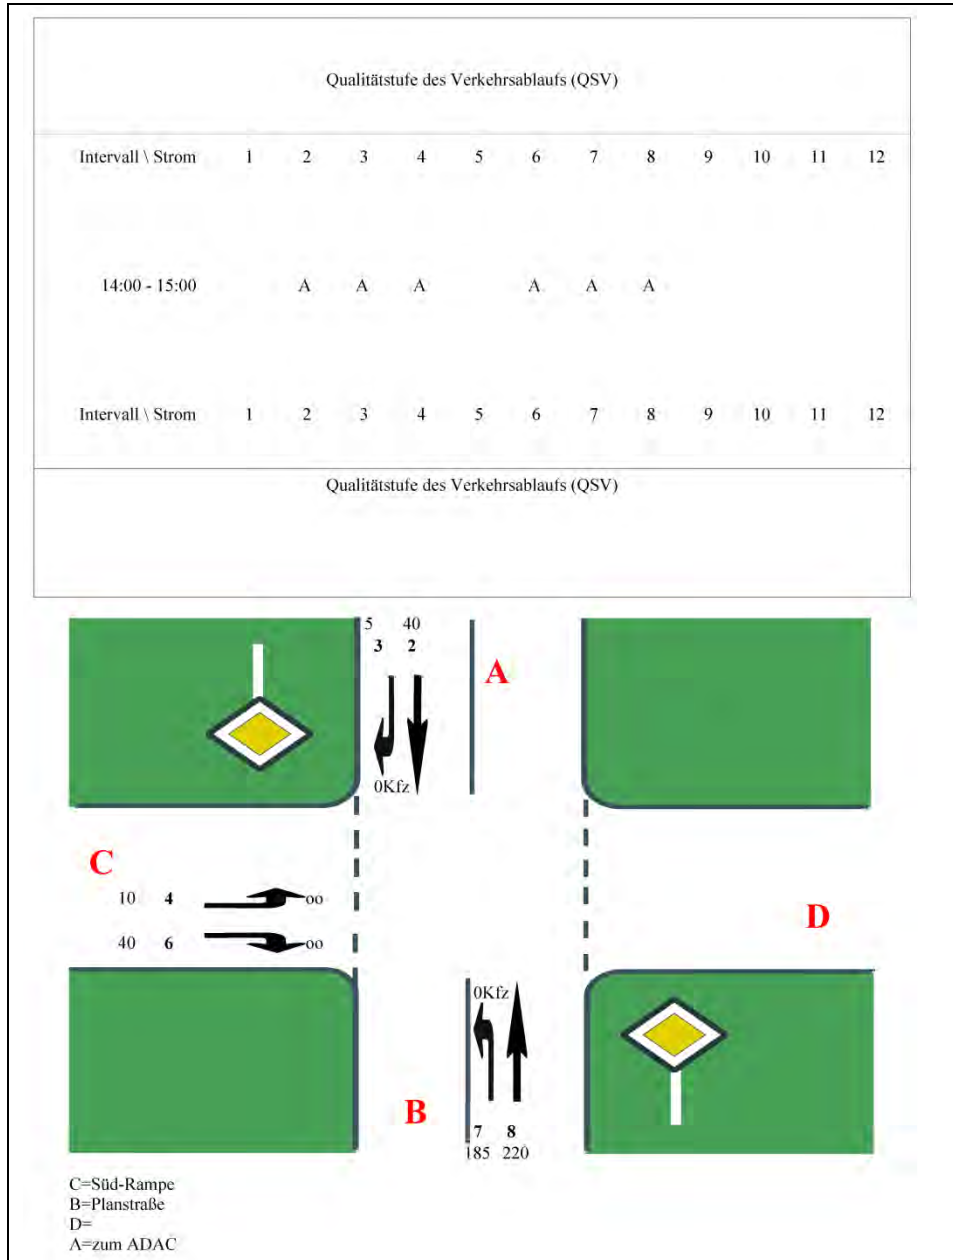 Qualitätstufe des Verkehrsablaufs (QSV)
Intervall \ Strom 1 2 3 4 5 6 7 8 9 10 11 12
14:00 - 15:00 A A A A A A
Intervall \ Strom 1 2 3 4 5 6 7 8 9 10 11 12
Qualitätstufe des Verkehrsablaufs (QSV)
5 40
3 2
A
0Kfz
C
10 4 oo
D
40 6 oo
0Kfz
B
7 8
185 220
C=Süd-Rampe
B=Planstraße
D=
A=zum ADAC